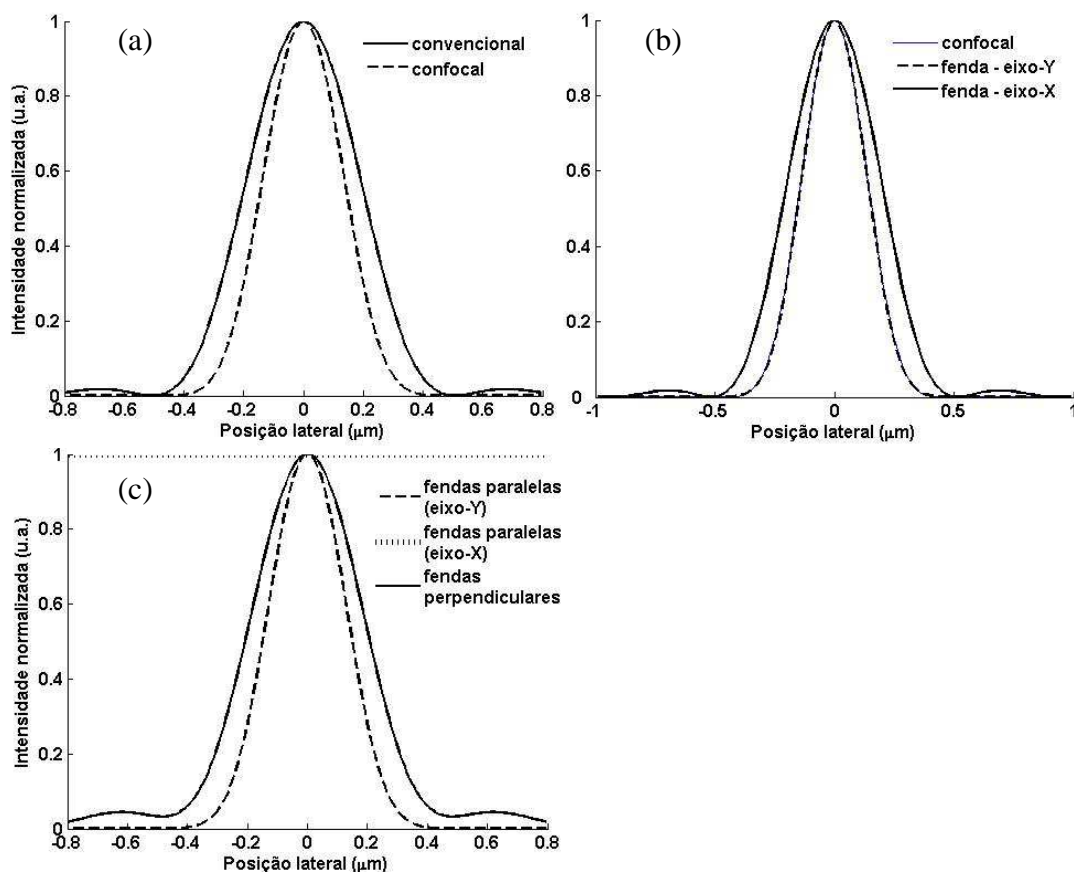 (a)
convencional
confocal
Intensidade normalizada (u.a.)
1
0.8
0.6
0.4
0.2
0
-0.8 -0.6 -0.4 -0.2 0 0.2 0.4 0.6 0.8
Posição lateral (μm)
(b)
confocal
fenda - eixo-Y
fenda - eixo-X
1
0.8
0.6
0.4
0.2
0
-1 -0.5 0 0.5 1
Posição lateral (μm)
(c)
fendas paralelas
(eixo-Y)
fendas paralelas
(eixo-X)
fendas
perpendiculares
Intensidade normalizada (u.a.)
1
0.8
0.6
0.4
0.2
0
-0.8 -0.6 -0.4 -0.2 0 0.2 0.4 0.6 0.8
Posição lateral (μm)